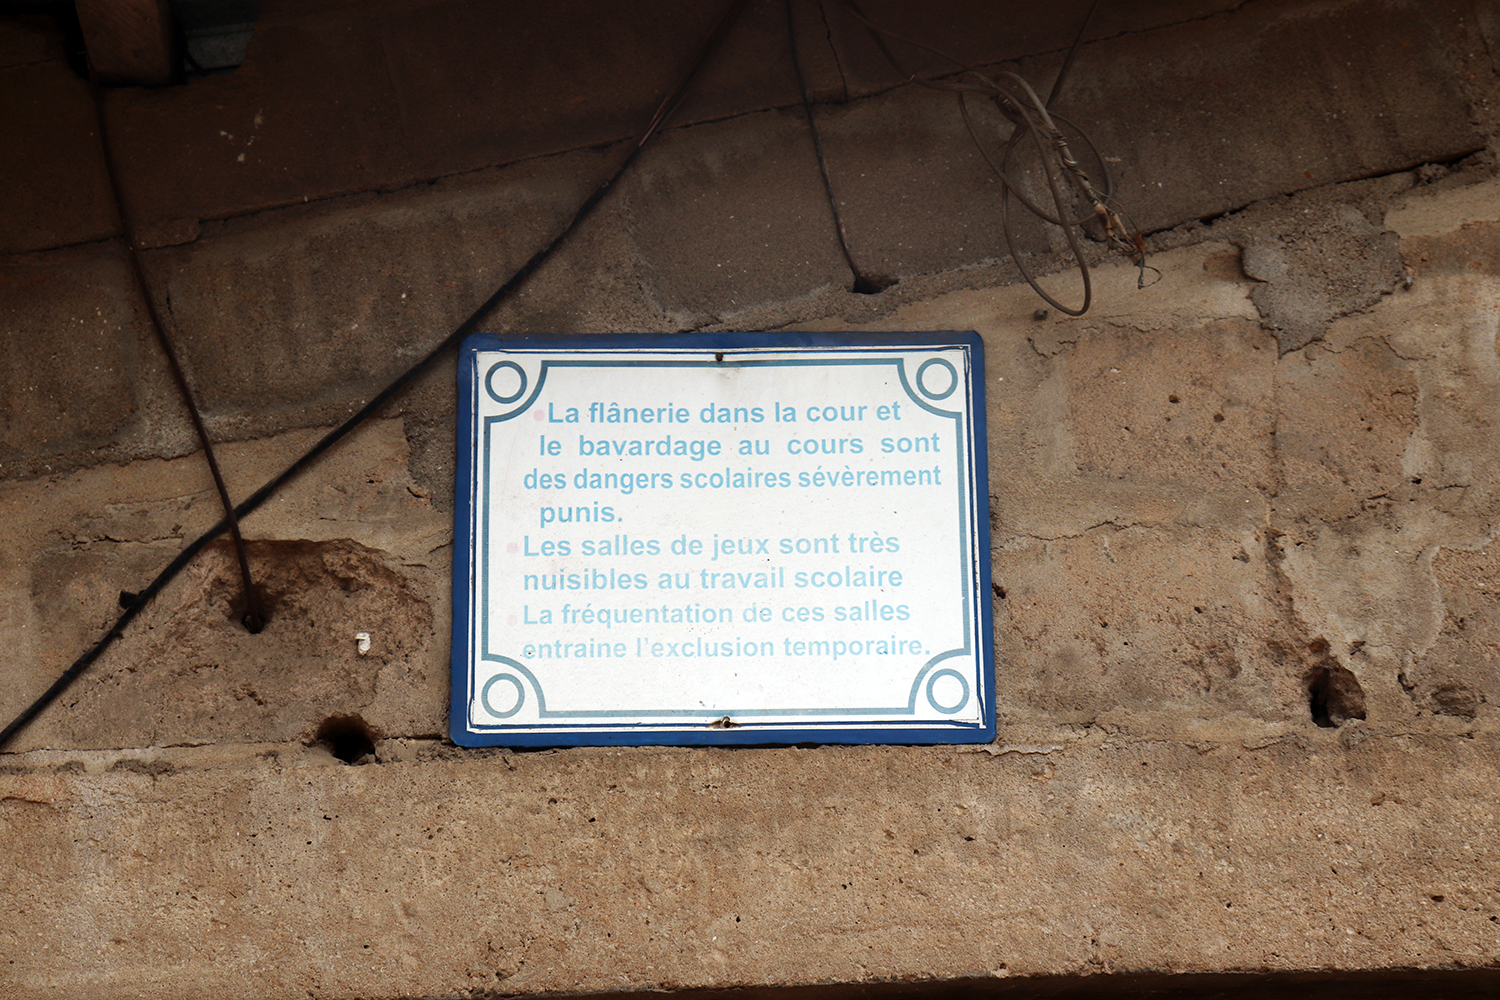 •La flânerie dans la cour et
le bavardage au cours sont
des dangers scolaires sévèrement
punis.
•Les salles de jeux sont très
nuisibles au travail scolaire
•La fréquentation de ces salles
entraine l'exclusion temporaire.